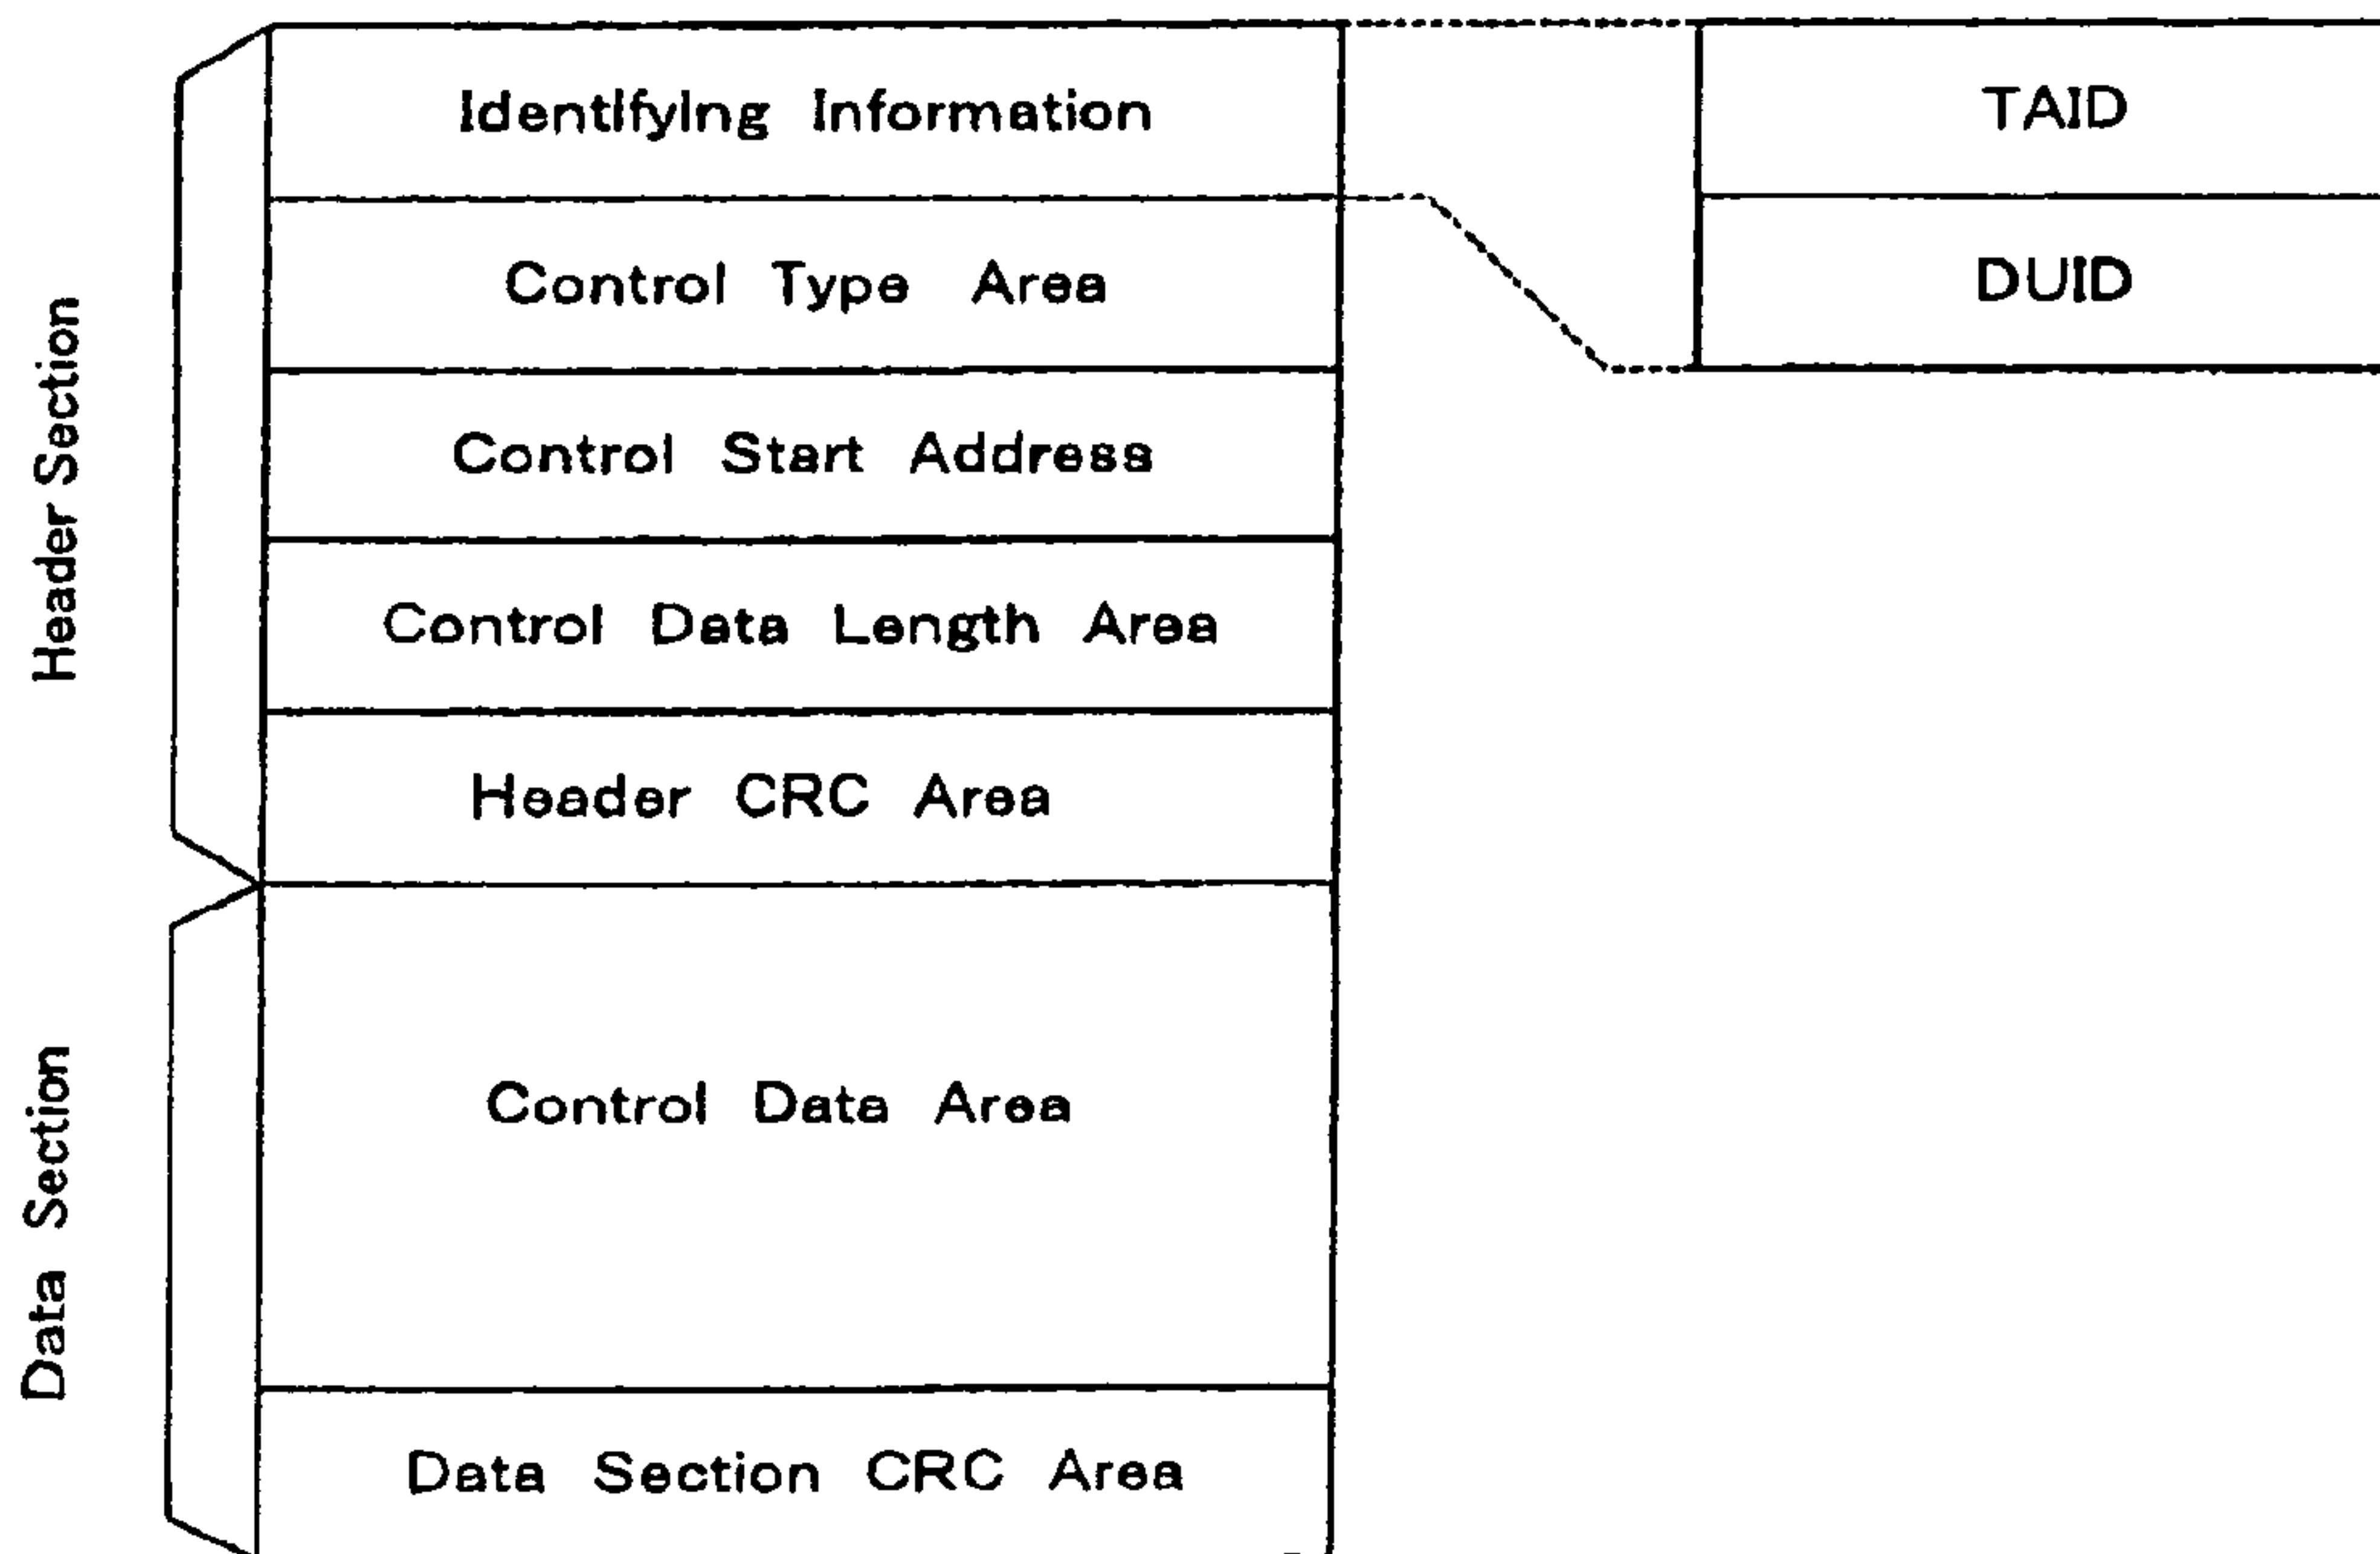 Identifying Information
TAID
Control Type Area
DUID
Control Start Address
Control Data Length Area
Header CRC Area
Header Section
Control Data Area
Data Section CRC Area
Data Section